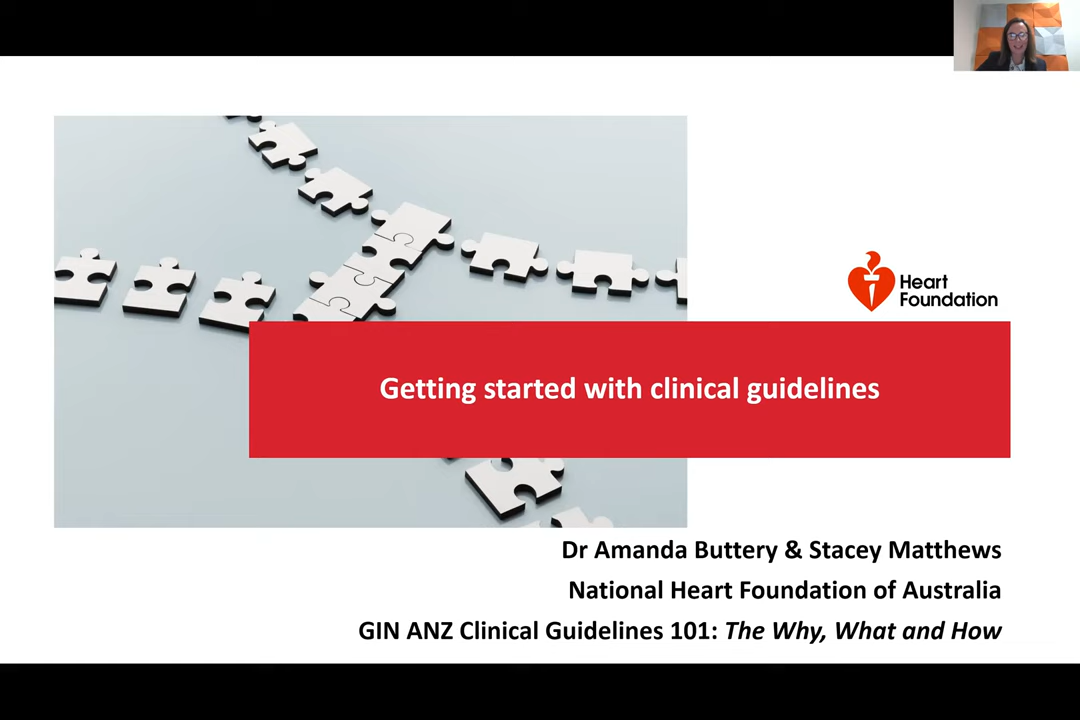 Heart
Foundation
Getting started with clinical guidelines
Dr Amanda Buttery & Stacey Matthews
National Heart Foundation of Australia
GIN ANZ Clinical Guidelines 101: The Why, What and How